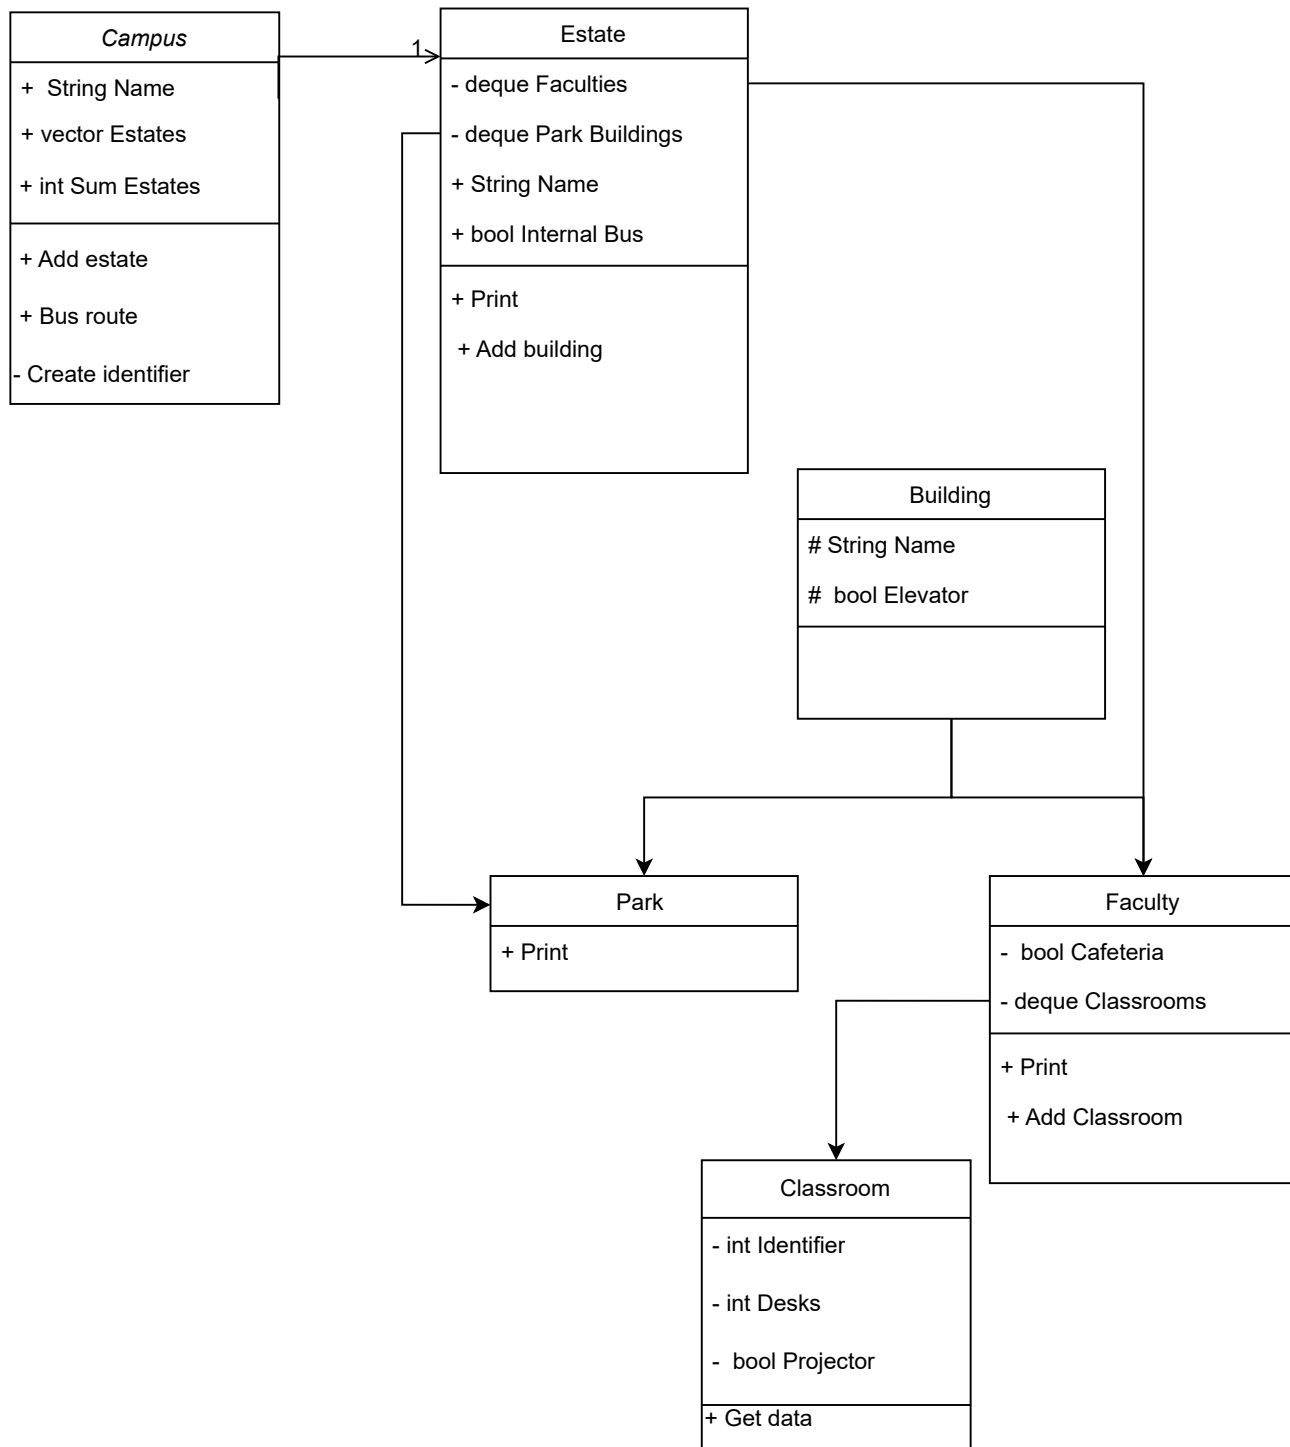 Campus
+ String Name
+ vector Estates
+ int Sum Estates
+ Add estate
+ Bus route
- Create identifier
1
Estate
- deque Faculties
- deque Park Buildings
+ String Name
+ bool Internal Bus
+ Print
+ Add building
Building
# String Name
# bool Elevator
Park
+ Print
Faculty
- bool Cafeteria
- deque Classrooms
+ Print
+ Add Classroom
Classroom
- int Identifier
- int Desks
- bool Projector
+ Get data